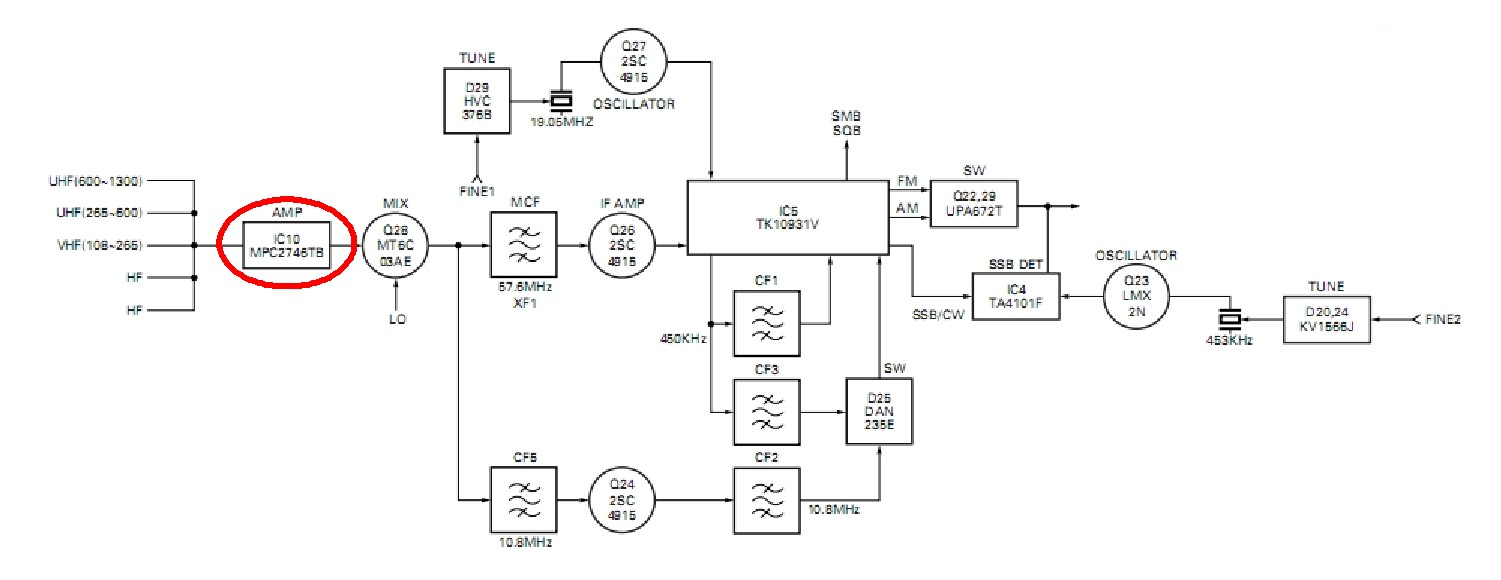 Q27
2SC
4915
OSCILLATOR
TUNE
D29
HVC
376B
19.05MHZ
FINE1
SMB
SQB
UHF(600~1300)
UHF(265~600)
VHF(108~265)
HF
HF
AMP
IC10
MPC2746TB
MIX
Q28
MT6C
03AE
LO
MCF
57.6MHz
XF1
IF AMP
Q26
2SC
4915
IC5
TK10931V
FM
AM
SW
Q22,29
UPA672T
SSB DET
IC4
TA4101F
SSB/CW
OSCILLATOR
Q23
LMX
2N
453KHz
TUNE
D20,24
KV1566J
FINE2
CF1
450KHz
CF3
SW
D25
DAN
235E
CF5
10.8MHz
Q24
2SC
4915
CF2
10.8MHz